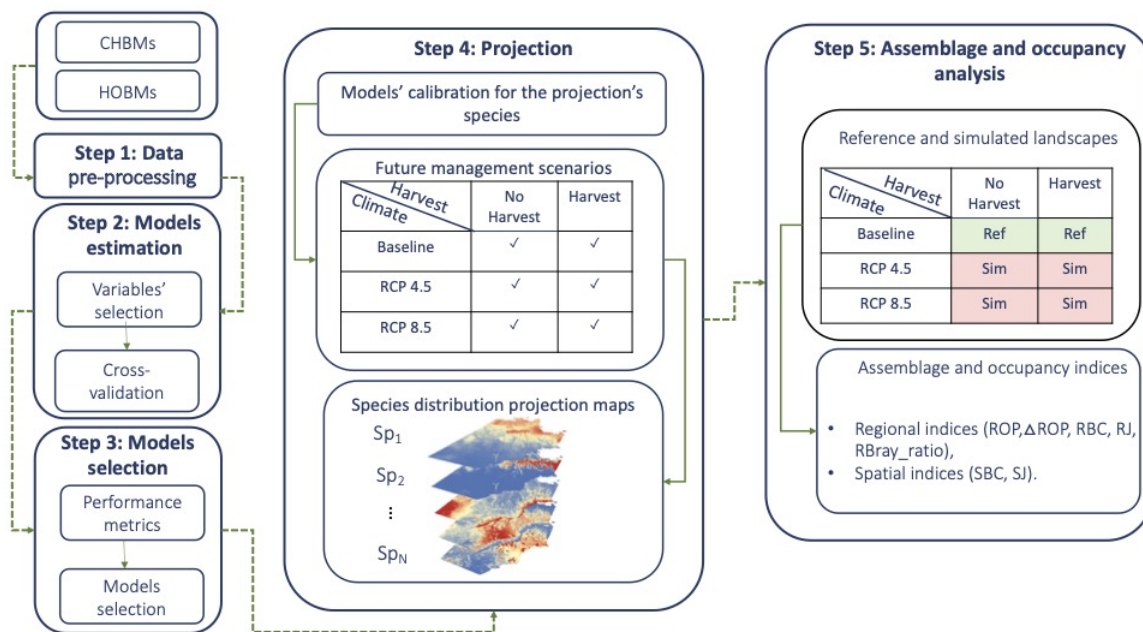 CHBMs
HOBMs
Step 1: Data
pre-processing
Step 2: Models
estimation
Variables’
selection
Cross-
validation
Step 3: Models
selection
Performance
metrics
Models
selection
Step 4: Projection
Models’ calibration for the projection’s
species
Future management scenarios
Harvest
Climate
No
Harvest
Harvest
Baseline ✓ ✓
RCP 4.5 ✓ ✓
RCP 8.5 ✓ ✓
Species distribution projection maps
Sp1
Sp2
⋮
SpN
Step 5: Assemblage and occupancy
analysis
Reference and simulated landscapes
Harvest
Climate
No
Harvest
Harvest
Baseline Ref Ref
RCP 4.5 Sim Sim
RCP 8.5 Sim Sim
Assemblage and occupancy indices
• Regional indices (ROP,ΔROP, RBC, RJ,
RBray_ratio),
• Spatial indices (SBC, SJ).